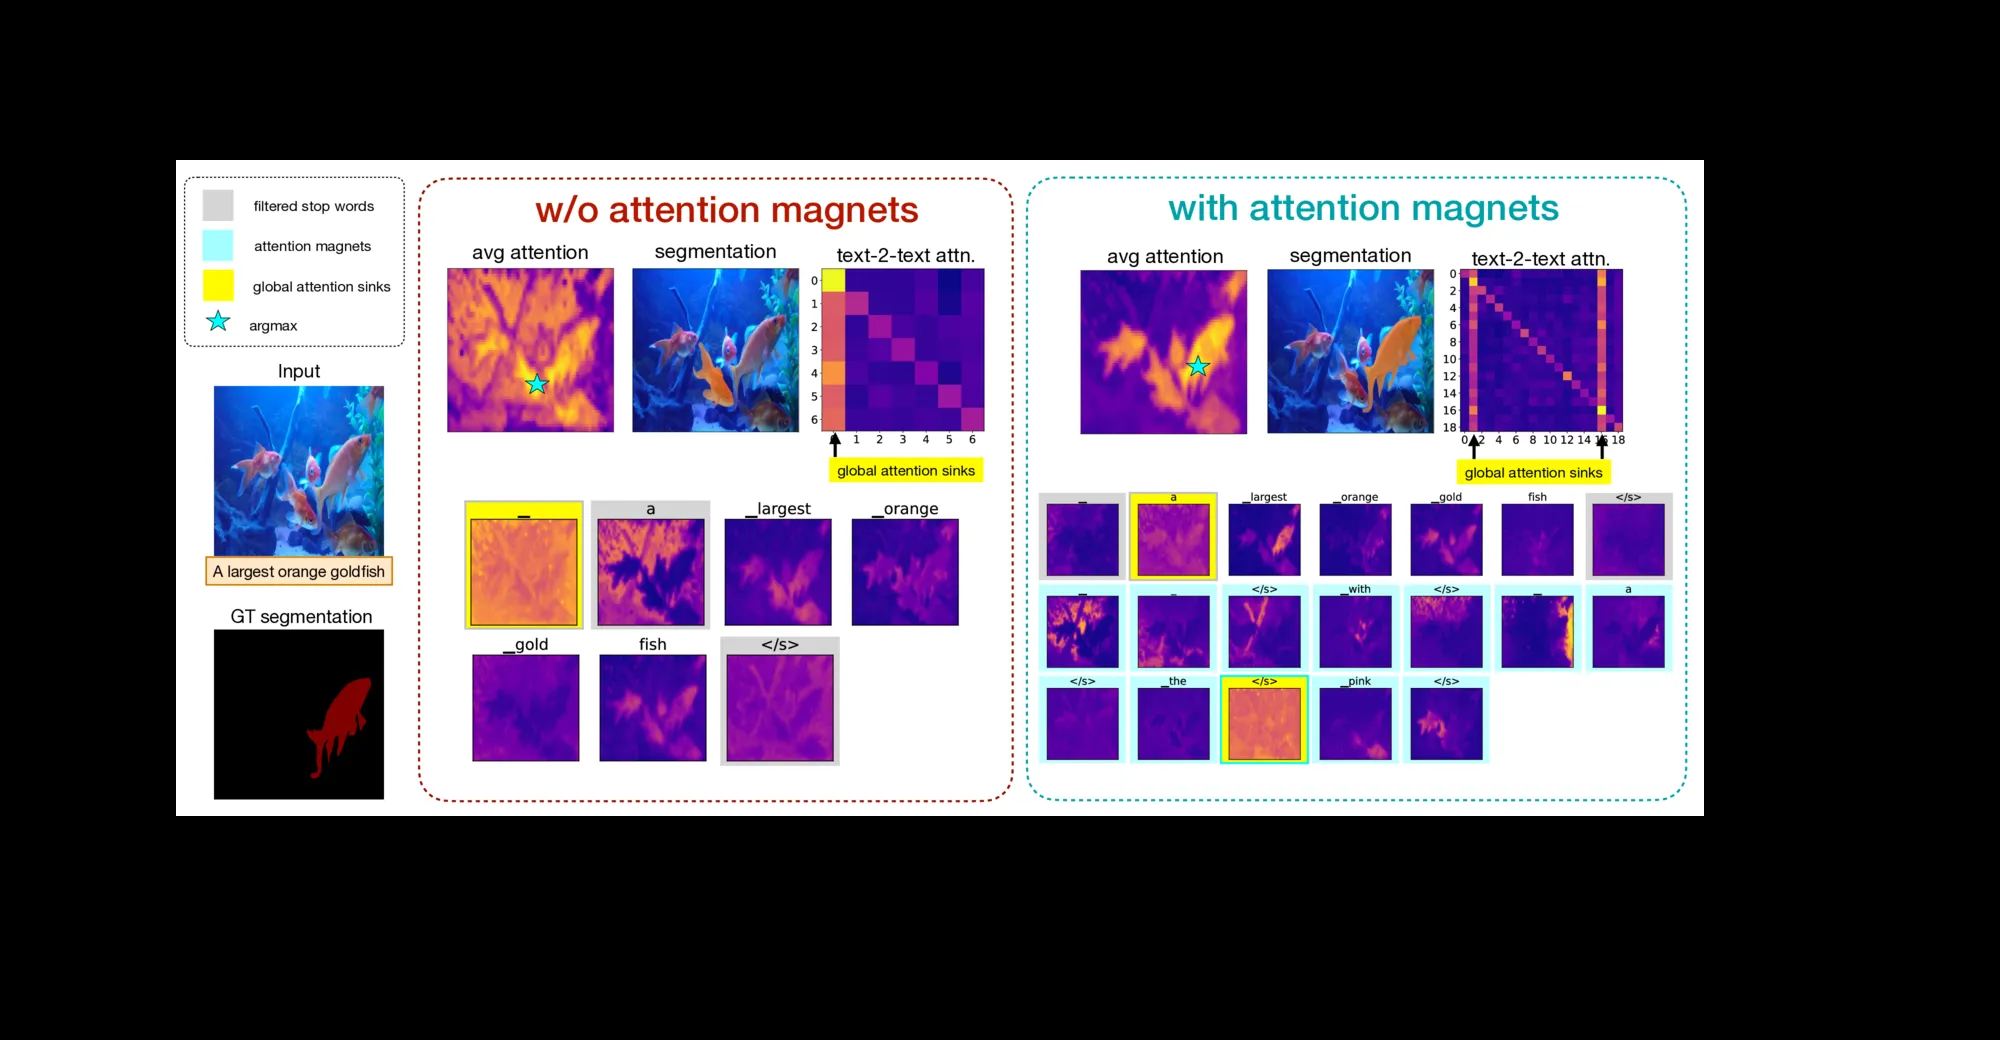 filtered stop words
attention magnets
global attention sinks
argmax
Input
A largest orange goldfish
GT segmentation
w/o attention magnets
avg attention
segmentation
text-2-text attn.
0
1
2
3
4
5
6
1 2 3 4 5 6
global attention sinks
_ a _largest _orange
_gold fish </s>
with attention magnets
avg attention
segmentation
text-2-text attn.
0
2
4
6
8
10
12
14
16
18
0 2 4 6 8 10 12 14 16 18
global attention sinks
_ a _largest _orange _gold fish </s>
_ _ </s> _with </s> _ a
</s> _the </s> _pink </s>